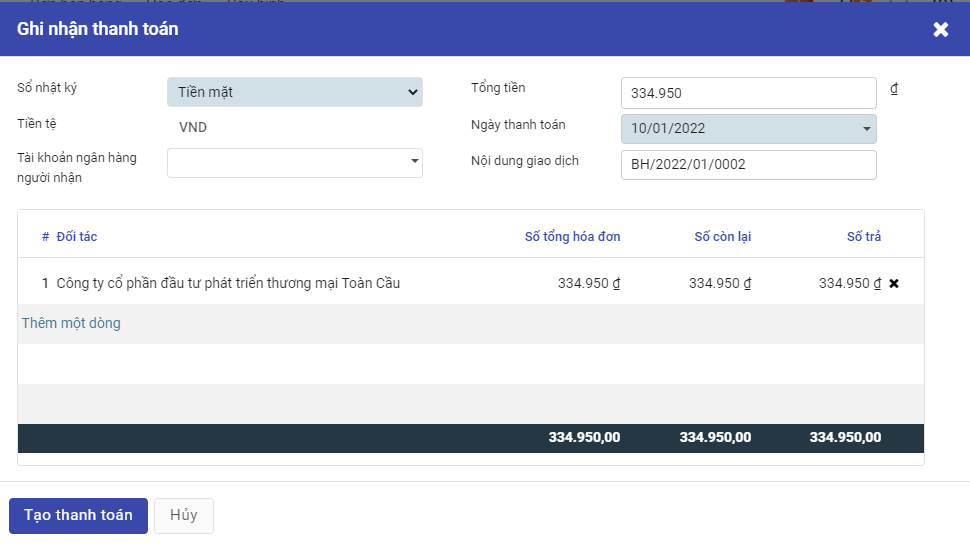 Ghi nhận thanh toán
Sổ nhật ký
Tiền mặt
Tổng tiền
334.950
₫
Tiền tệ
VND
Ngày thanh toán
10/01/2022
Tài khoản ngân hàng
người nhận
Nội dung giao dịch
BH/2022/01/0002
# Đối tác Số tổng hóa đơn Số còn lại Số trả
1 Công ty cổ phần đầu tư phát triển thương mại Toàn Cầu 334.950 ₫ 334.950 ₫ 334.950 ₫
Thêm một dòng
334.950,00 334.950,00 334.950,00
Tạo thanh toán
Hủy